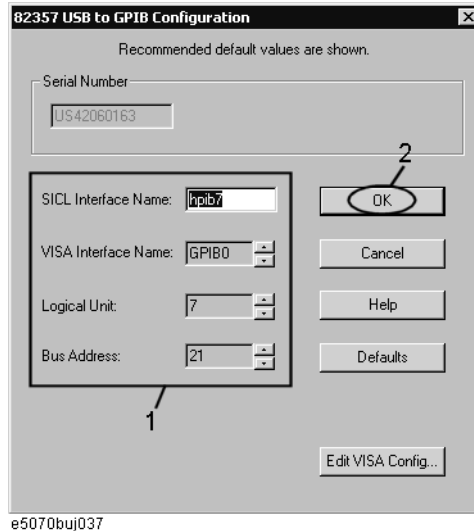 82357 USB to GPIB Configuration
Recommended default values are shown.
Serial Number
US42060163
2
SICL Interface Name: hpib7
OK
VISA Interface Name: GPIB0
Cancel
Logical Unit: 7
Help
Bus Address: 21
Defaults
1
Edit VISA Config...
e5070buj037